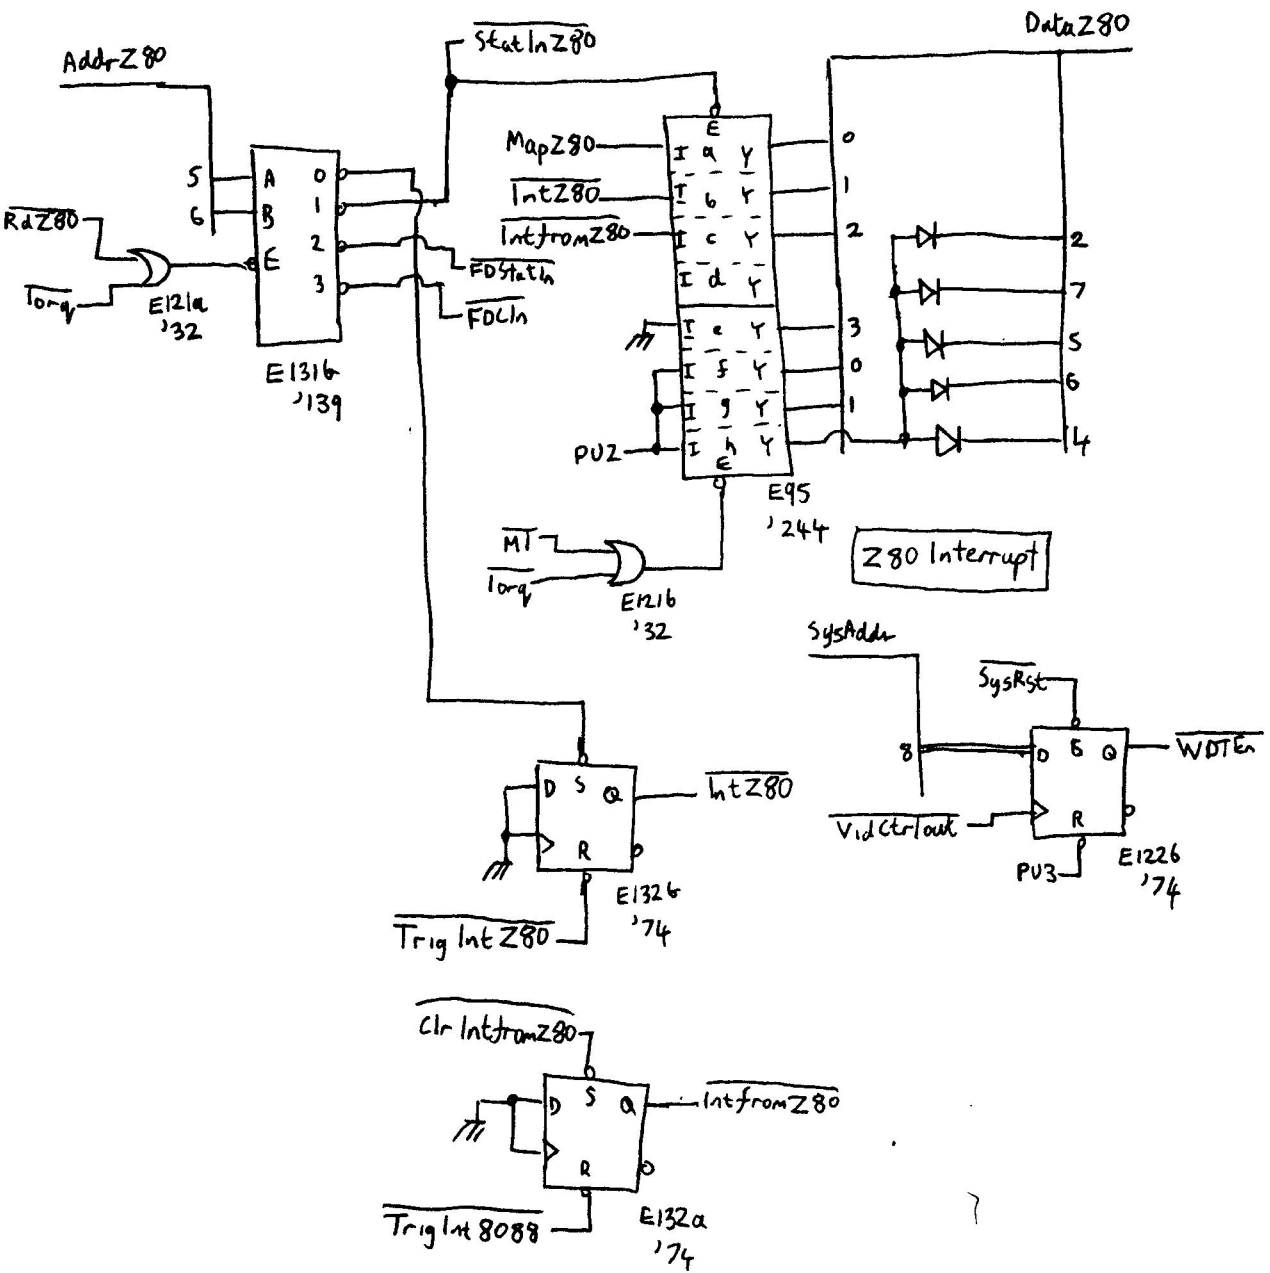 DataZ80
StatInZ80
AddrZ80
E
MapZ80
I a Y
0
5
A
0
IntZ80
I b Y
1
6
B
1
RdZ80
IntfromZ80
I c Y
2
2
E
2
FDStatIn
I d Y
Iorq
E121a
'32
3
FDCIn
7
I e Y
3
5
E131b
'139
I f Y
0
6
I g Y
1
PU2
I h Y
4
E
E95
'244
MT
Iorq
E121b
'32
Z80 Interrupt
SysAddr
SysRst
8
D
Q
WDTEn
VidCtrlout
R
PU3
E122b
'74
D S Q
IntZ80
R
E132b
'74
TrigIntZ80
ClrIntfromZ80
D S Q
IntfromZ80
R
TrigInt8088
E132a
'74